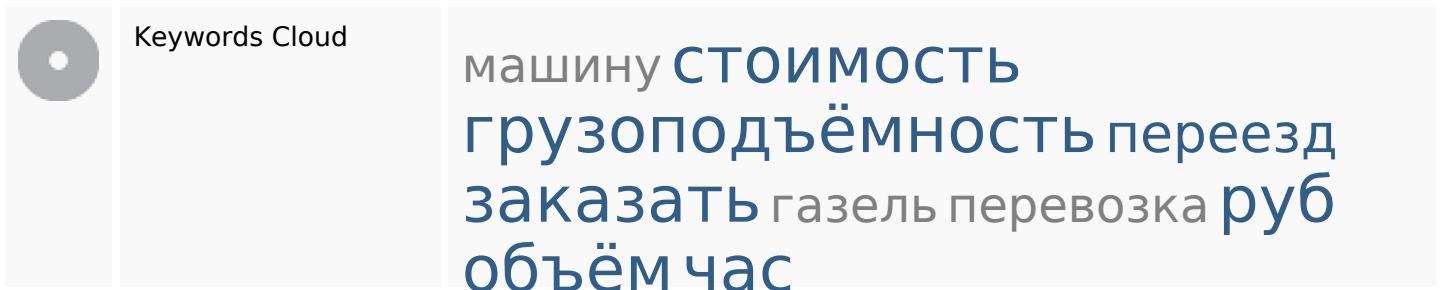 Keywords Cloud
машину стоимость
грузоподъёмность переезд
заказать газель перевозка руб
объём час